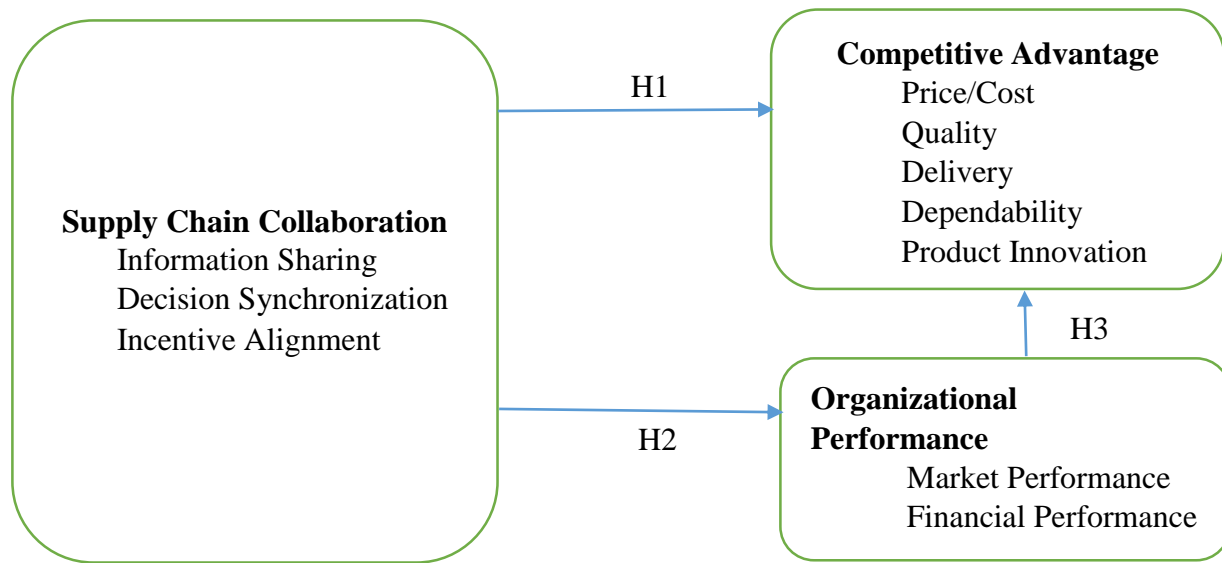 Supply Chain Collaboration
Information Sharing
Decision Synchronization
Incentive Alignment
H1
H2
Competitive Advantage
Price/Cost
Quality
Delivery
Dependability
Product Innovation
H3
Organizational
Performance
Market Performance
Financial Performance